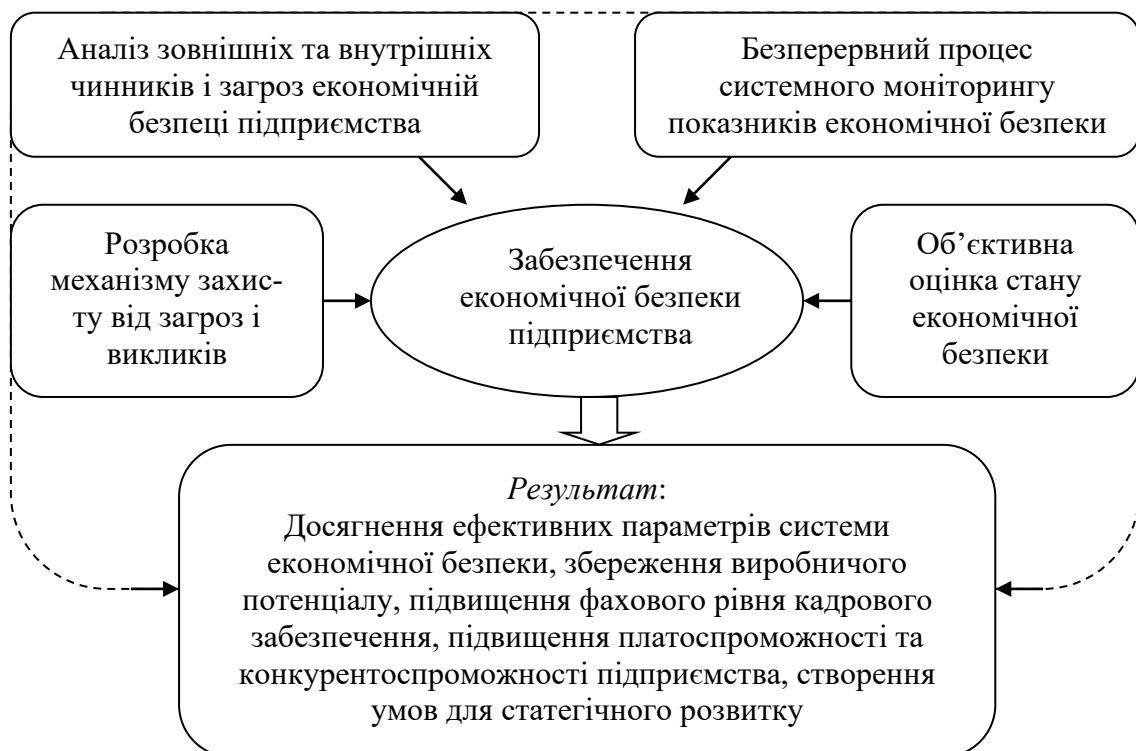 Аналіз зовнішніх та внутрішніх
чинників і загроз економічній
безпеці підприємства
Безперервний процес
системного моніторингу
показників економічної безпеки
Розробка
механізму захис-
ту від загроз і
викликів
Забезпечення
економічної безпеки
підприємства
Об’єктивна
оцінка стану
економічної
безпеки
Результат:
Досягнення ефективних параметрів системи
економічної безпеки, збереження виробничого
потенціалу, підвищення фахового рівня кадрового
забезпечення, підвищення платоспроможності та
конкурентоспроможності підприємства, створення
умов для статегічного розвитку